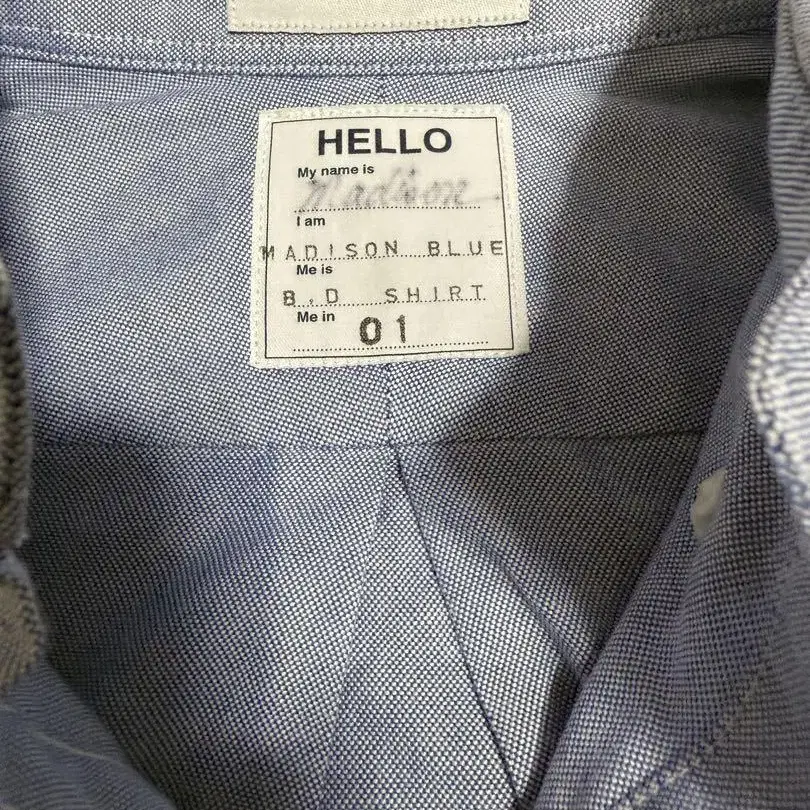 HELLO
My name is
Madison
I am
MADISON BLUE
Me is
B.D SHIRT
Me in
01